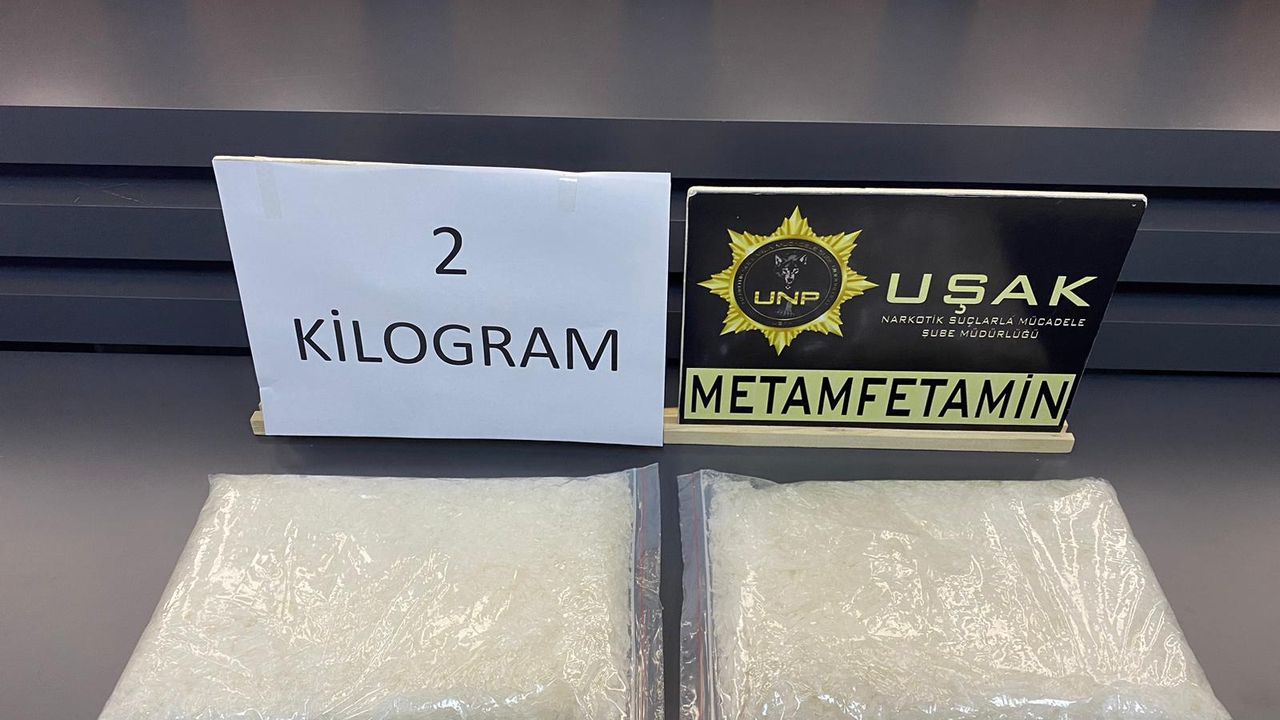 2
KİLOGRAM
UNP
UŞAK
NARKOTİK SUÇLARLA MÜCADELE
ŞUBE MÜDÜRLÜĞÜ
METAMFETAMİN